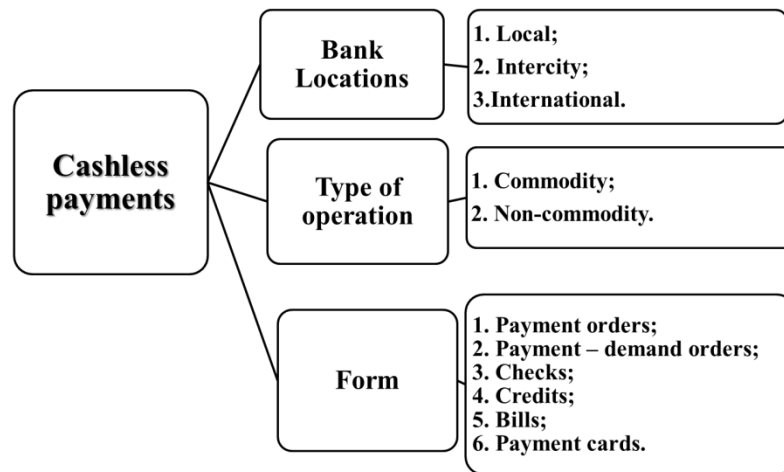 Cashless
payments
Bank
Locations
1. Local;
2. Intercity;
3.International.
Type of
operation
1. Commodity;
2. Non-commodity.
Form
1. Payment orders;
2. Payment – demand orders;
3. Checks;
4. Credits;
5. Bills;
6. Payment cards.